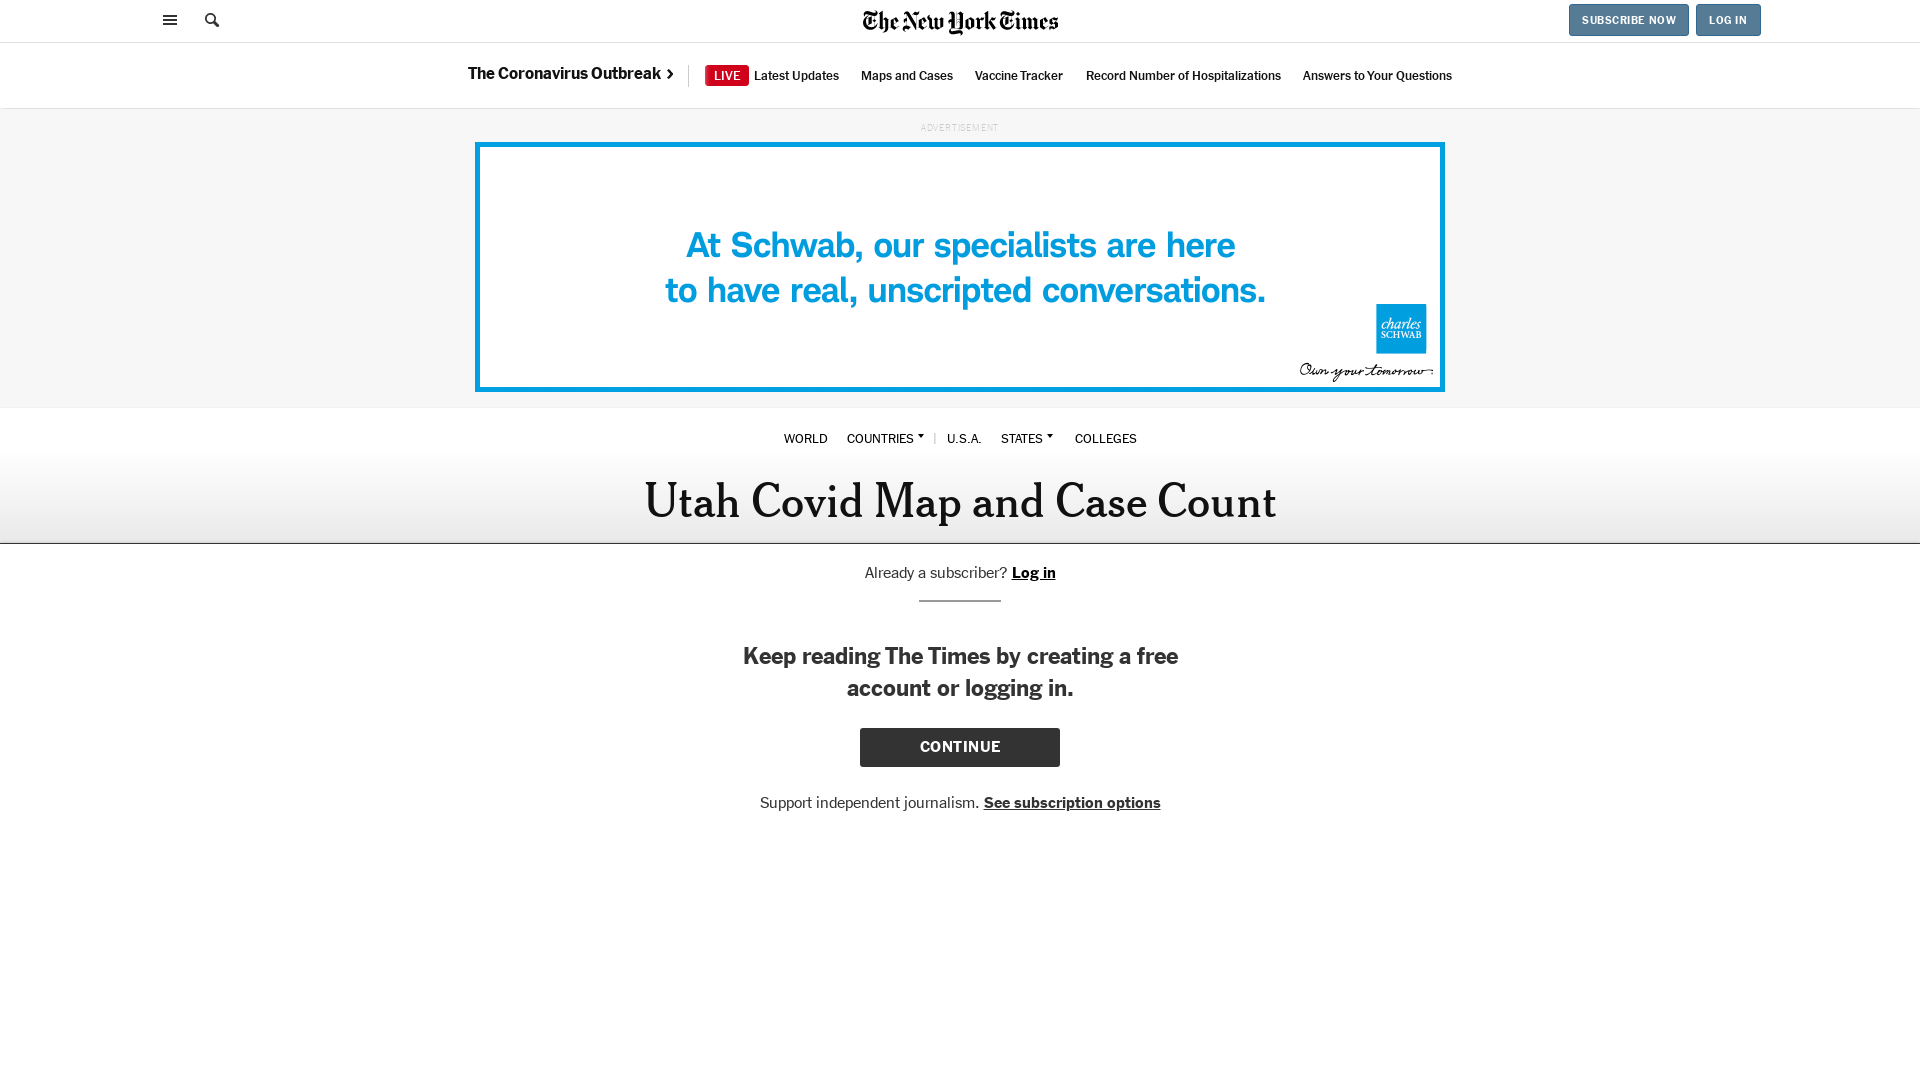 The New York Times
SUBSCRIBE NOW
LOG IN
The Coronavirus Outbreak
LIVE Latest Updates
Maps and Cases
Vaccine Tracker
Record Number of Hospitalizations
Answers to Your Questions
ADVERTISEMENT
At Schwab, our specialists are here
to have real, unscripted conversations.
charles
SCHWAB
Own your tomorrow
WORLD
COUNTRIES
U.S.A.
STATES
COLLEGES
Utah Covid Map and Case Count
Already a subscriber? Log in
Keep reading The Times by creating a free
account or logging in.
CONTINUE
Support independent journalism. See subscription options